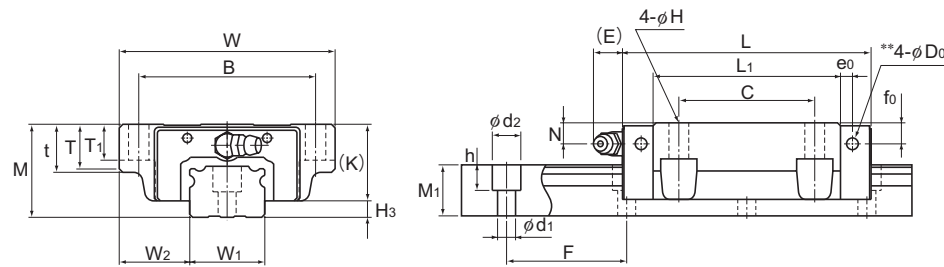 W
B
t
T
T1
M
(K)
H3
W2
W1
4-φH
(E)
L
L1
e0
**4-φD0
C
N
f0
φd2
h
M1
φd1
F